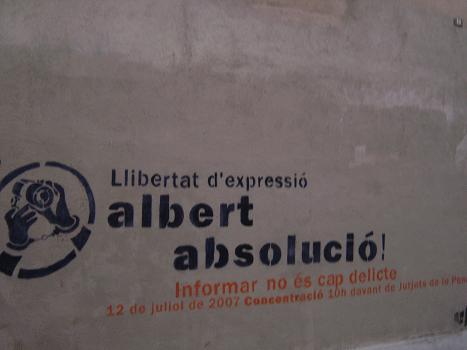 Llibertat d'expressió
albert
absolució!
Informar no és cap delicte
12 de juliol de 2007 Concentració 10h davant de Jutjats de la